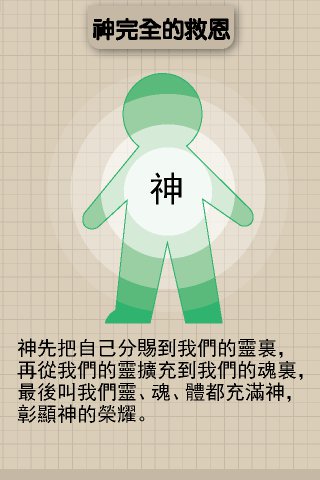 神完全的救恩
神
神先把自己分賜到我們的靈裏，
再從我們的靈擴充到我們的魂裏，
最後叫我們靈、魂、體都充滿神，
彰顯神的榮耀。